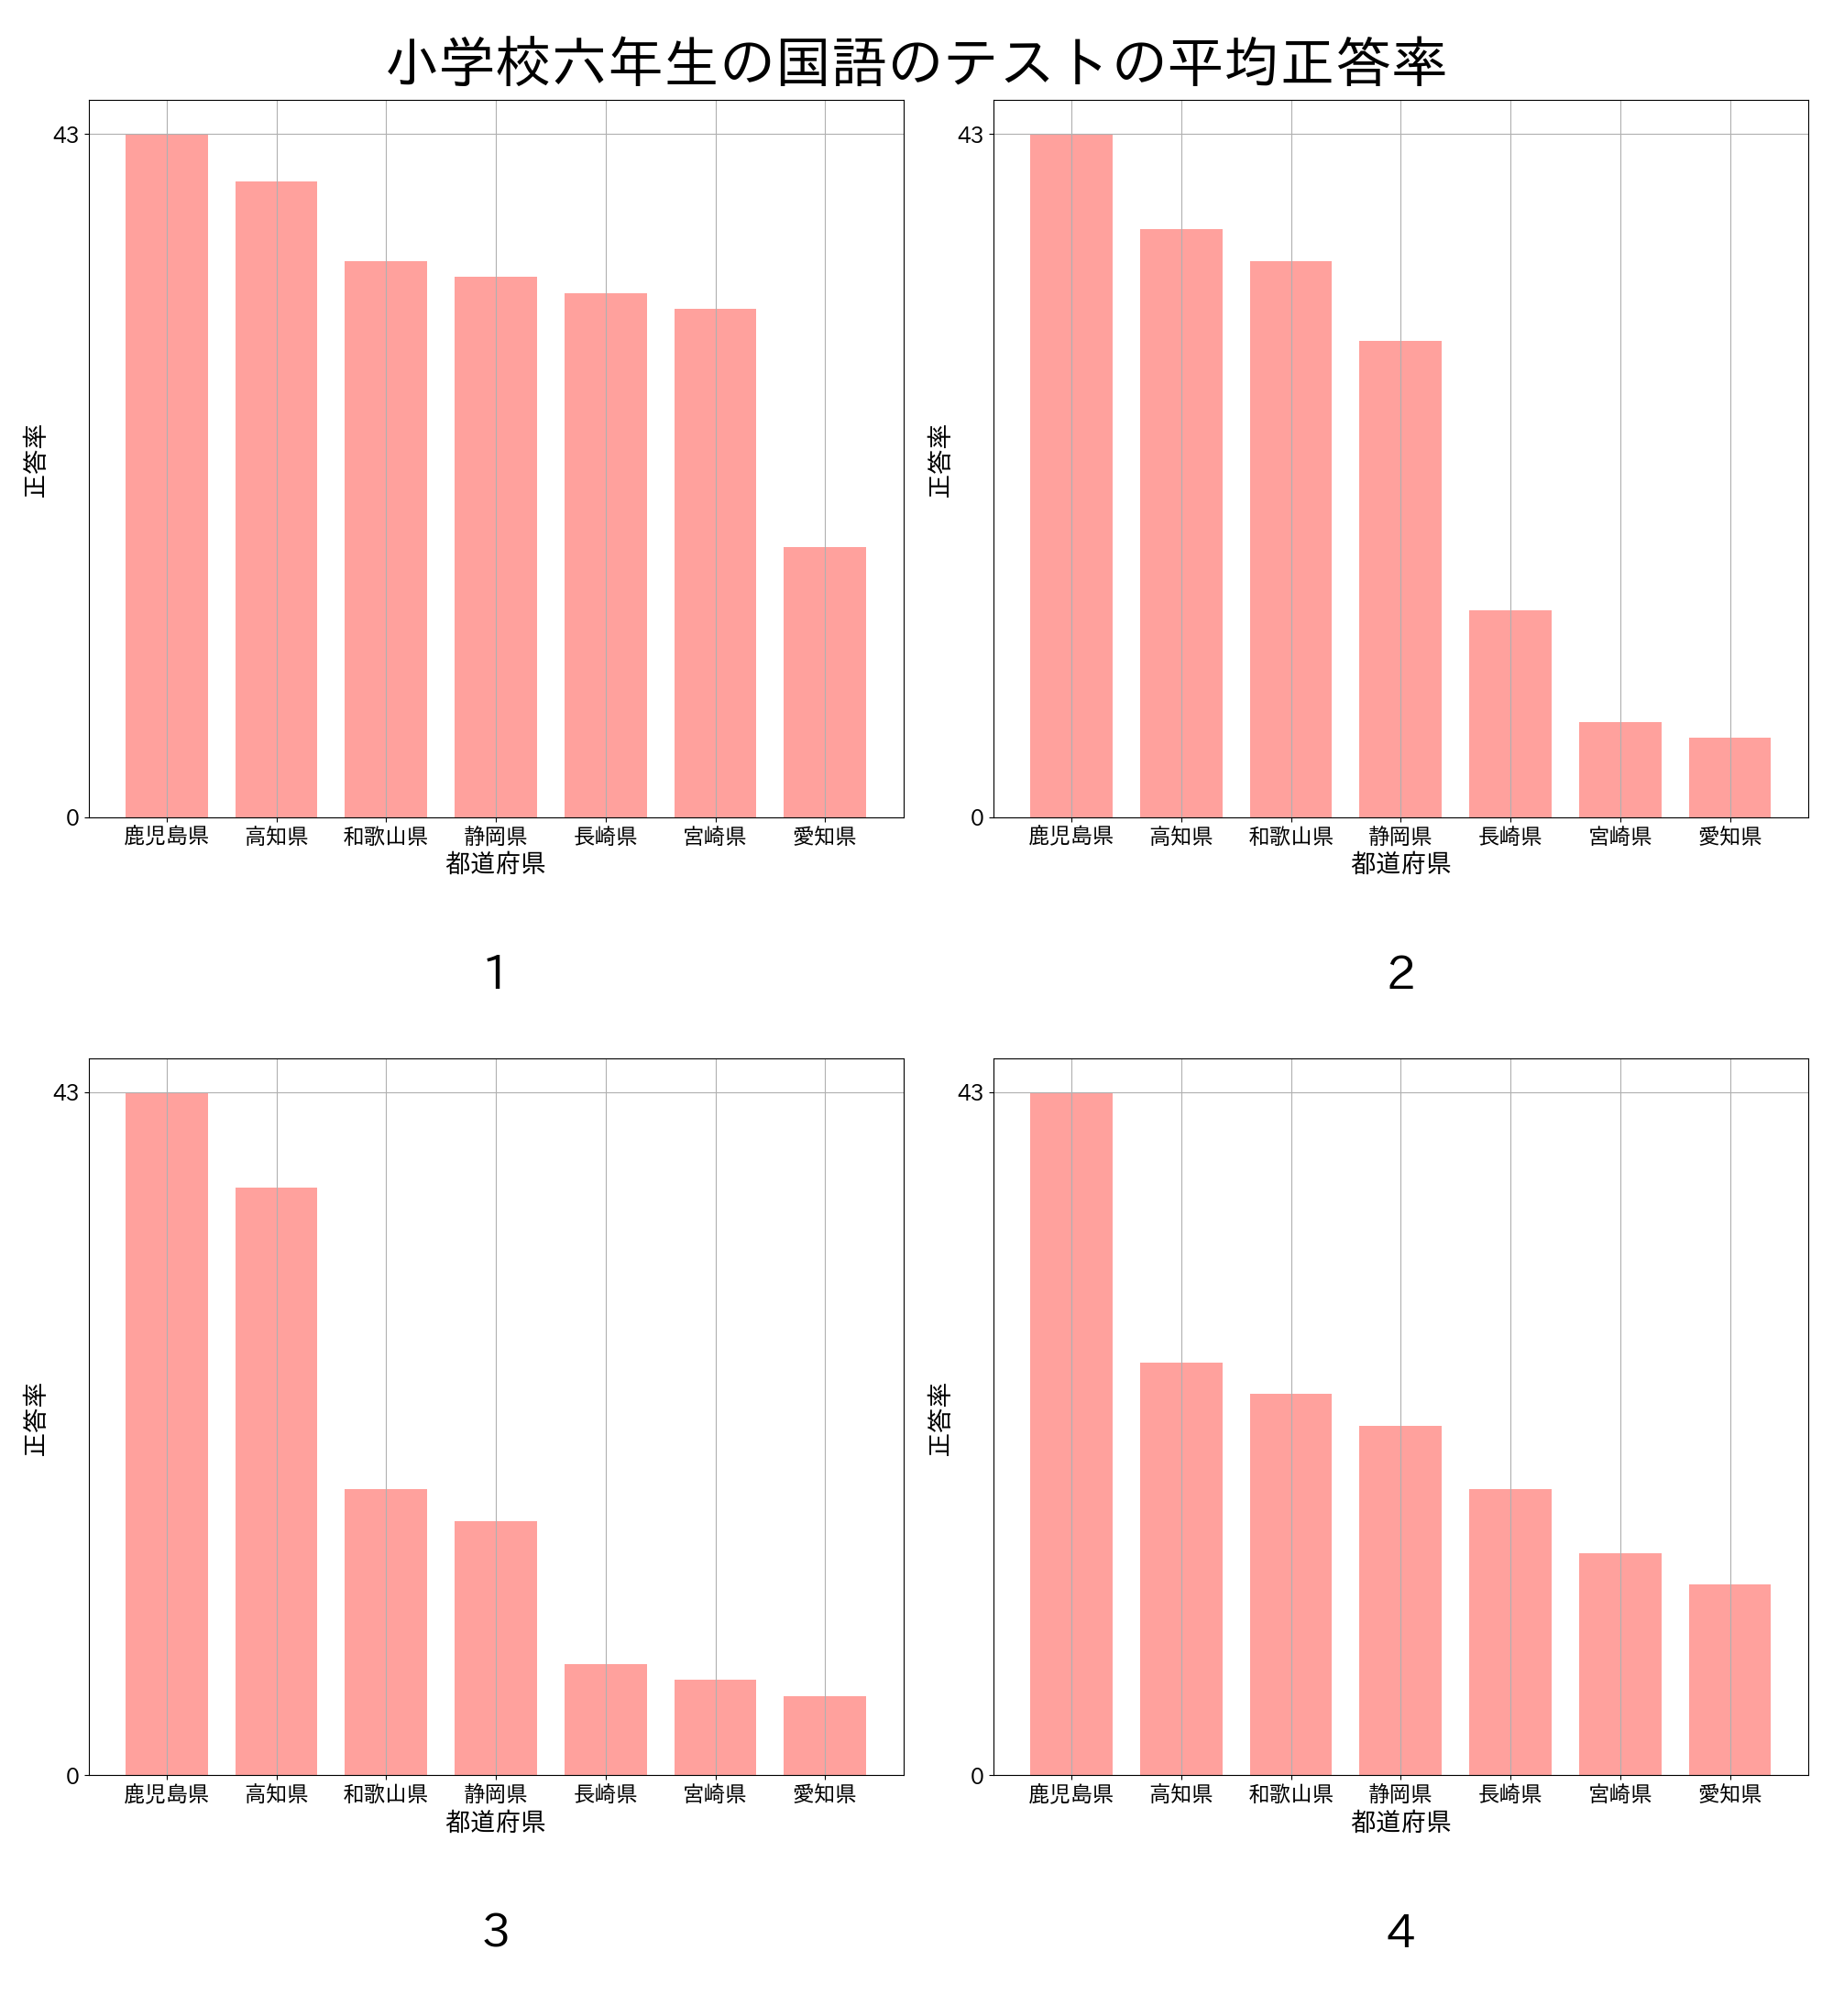 小学校六年生の国語のテストの平均正答率
43
0
正答率
鹿児島県 高知県 和歌山県 静岡県 長崎県 宮崎県 愛知県
都道府県
1
43
0
正答率
鹿児島県 高知県 和歌山県 静岡県 長崎県 宮崎県 愛知県
都道府県
2
43
0
正答率
鹿児島県 高知県 和歌山県 静岡県 長崎県 宮崎県 愛知県
都道府県
3
43
0
正答率
鹿児島県 高知県 和歌山県 静岡県 長崎県 宮崎県 愛知県
都道府県
4